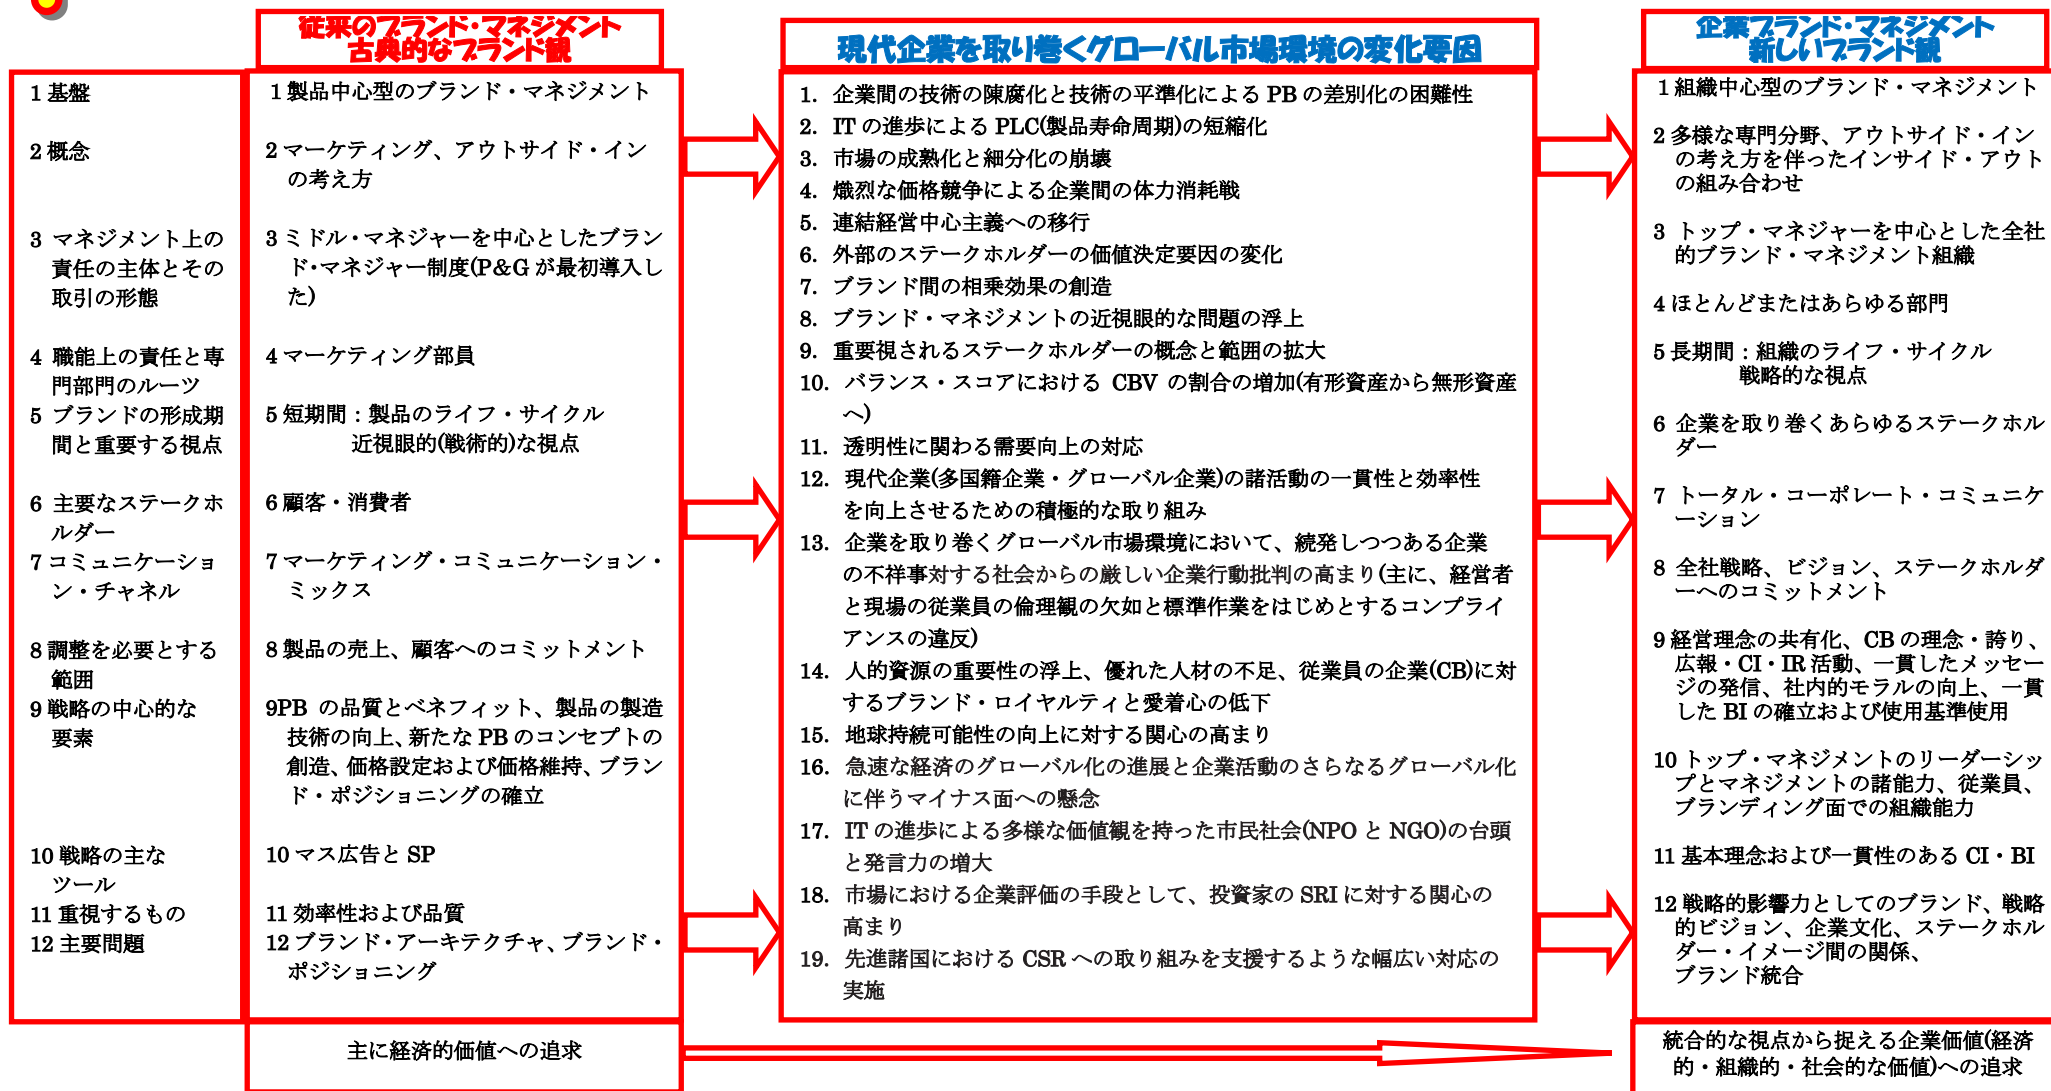 従来のブランド・マネジメント
古典的なブランド観
1 基盤
2 概念
3 マネジメント上の
責任の主体とその
取引の形態
4 職能上の責任と専
門部門のルーツ
5 ブランドの形成期
間と重要する視点
6 主要なステークホ
ルダー
7 コミュニケーショ
ン・チャネル
8 調整を必要とする
範囲
9 戦略の中心的な
要素
10 戦略の主な
ツール
11 重視するもの
12 主要問題
1 製品中心型のブランド・マネジメント
2 マーケティング、アウトサイド・イン
の考え方
3 ミドル・マネジャーを中心としたブラン
ド・マネジャー制度(P&G が最初導入し
た)
4 マーケティング部員
5 短期間：製品のライフ・サイクル
近視眼的(戦術的)な視点
6 顧客・消費者
7 マーケティング・コミュニケーション・
ミックス
8 製品の売上、顧客へのコミットメント
9PB の品質とベネフィット、製品の製造
技術の向上、新たな PB のコンセプトの
創造、価格設定および価格維持、ブラン
ド・ポジショニングの確立
10 マス広告と SP
11 効率性および品質
12 ブランド・アーキテクチャ、ブランド・
ポジショニング
主に経済的価値への追求
現代企業を取り巻くグローバル市場環境の変化要因
1. 企業間の技術の陳腐化と技術の平準化による PB の差別化の困難性
2. IT の進歩による PLC(製品寿命周期)の短縮化
3. 市場の成熟化と細分化の崩壊
4. 熾烈な価格競争による企業間の体力消耗戦
5. 連結経営中心主義への移行
6. 外部のステークホルダーの価値決定要因の変化
7. ブランド間の相乗効果の創造
8. ブランド・マネジメントの近視眼的な問題の浮上
9. 重要視されるステークホルダーの概念と範囲の拡大
10. バランス・スコアにおける CBV の割合の増加(有形資産から無形資産
へ)
11. 透明性に関わる需要向上の対応
12. 現代企業(多国籍企業・グローバル企業)の諸活動の一貫性と効率性
を向上させるための積極的な取り組み
13. 企業を取り巻くグローバル市場環境において、続発しつつある企業
の不祥事対する社会からの厳しい企業行動批判の高まり(主に、経営者
と現場の従業員の倫理観の欠如と標準作業をはじめとするコンプライ
アンスの違反)
14. 人的資源の重要性の浮上、優れた人材の不足、従業員の企業(CB)に対
するブランド・ロイヤルティと愛着心の低下
15. 地球持続可能性の向上に対する関心の高まり
16. 急速な経済のグローバル化の進展と企業活動のさらなるグローバル化
に伴うマイナス面への懸念
17. IT の進歩による多様な価値観を持った市民社会(NPO と NGO)の台頭
と発言力の増大
18. 市場における企業評価の手段として、投資家の SRI に対する関心の
高まり
19. 先進諸国における CSR への取り組みを支援するような幅広い対応の
実施
企業ブランド・マネジメント
新しいブランド観
1 組織中心型のブランド・マネジメント
2 多様な専門分野、アウトサイド・イン
の考え方を伴ったインサイド・アウト
の組み合わせ
3 トップ・マネジャーを中心とした全社
的ブランド・マネジメント組織
4 ほとんどまたはあらゆる部門
5 長期間：組織のライフ・サイクル
戦略的な視点
6 企業を取り巻くあらゆるステークホル
ダー
7 トータル・コーポレート・コミュニケ
ーション
8 全社戦略、ビジョン、ステークホルダ
ーへのコミットメント
9 経営理念の共有化、CB の理念・誇り、
広報・CI・IR 活動、一貫したメッセー
ジの発信、社内的モラルの向上、一貫
した BI の確立および使用基準使用
10 トップ・マネジメントのリーダーシッ
プとマネジメントの諸能力、従業員、
ブランディング面での組織能力
11 基本理念および一貫性のある CI・BI
12 戦略的影響力としてのブランド、戦略
的ビジョン、企業文化、ステークホル
ダー・イメージ間の関係、
ブランド統合
統合的な視点から捉える企業価値(経済
的・組織的・社会的な価値)への追求